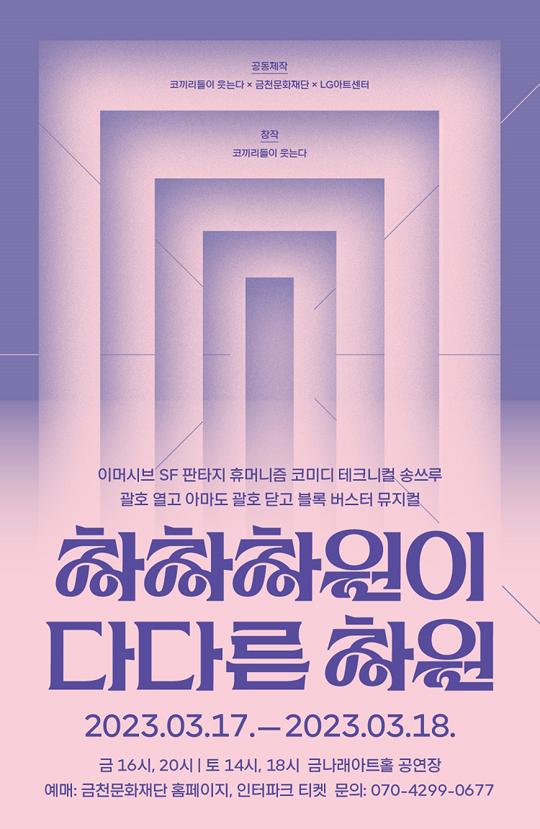 공동제작
코끼리들이 웃는다 × 금천문화재단 × LG아트센터
창작
코끼리들이 웃는다
이머시브 SF 판타지 휴머니즘 코미디 테크니컬 송쓰루
괄호 열고 아마도 괄호 닫고 블록 버스터 뮤지컬
차차차원이
다다른 차원
2023.03.17.—2023.03.18.
금 16시, 20시 | 토 14시, 18시 금나래아트홀 공연장
예매: 금천문화재단 홈페이지, 인터파크 티켓 문의: 070-4299-0677